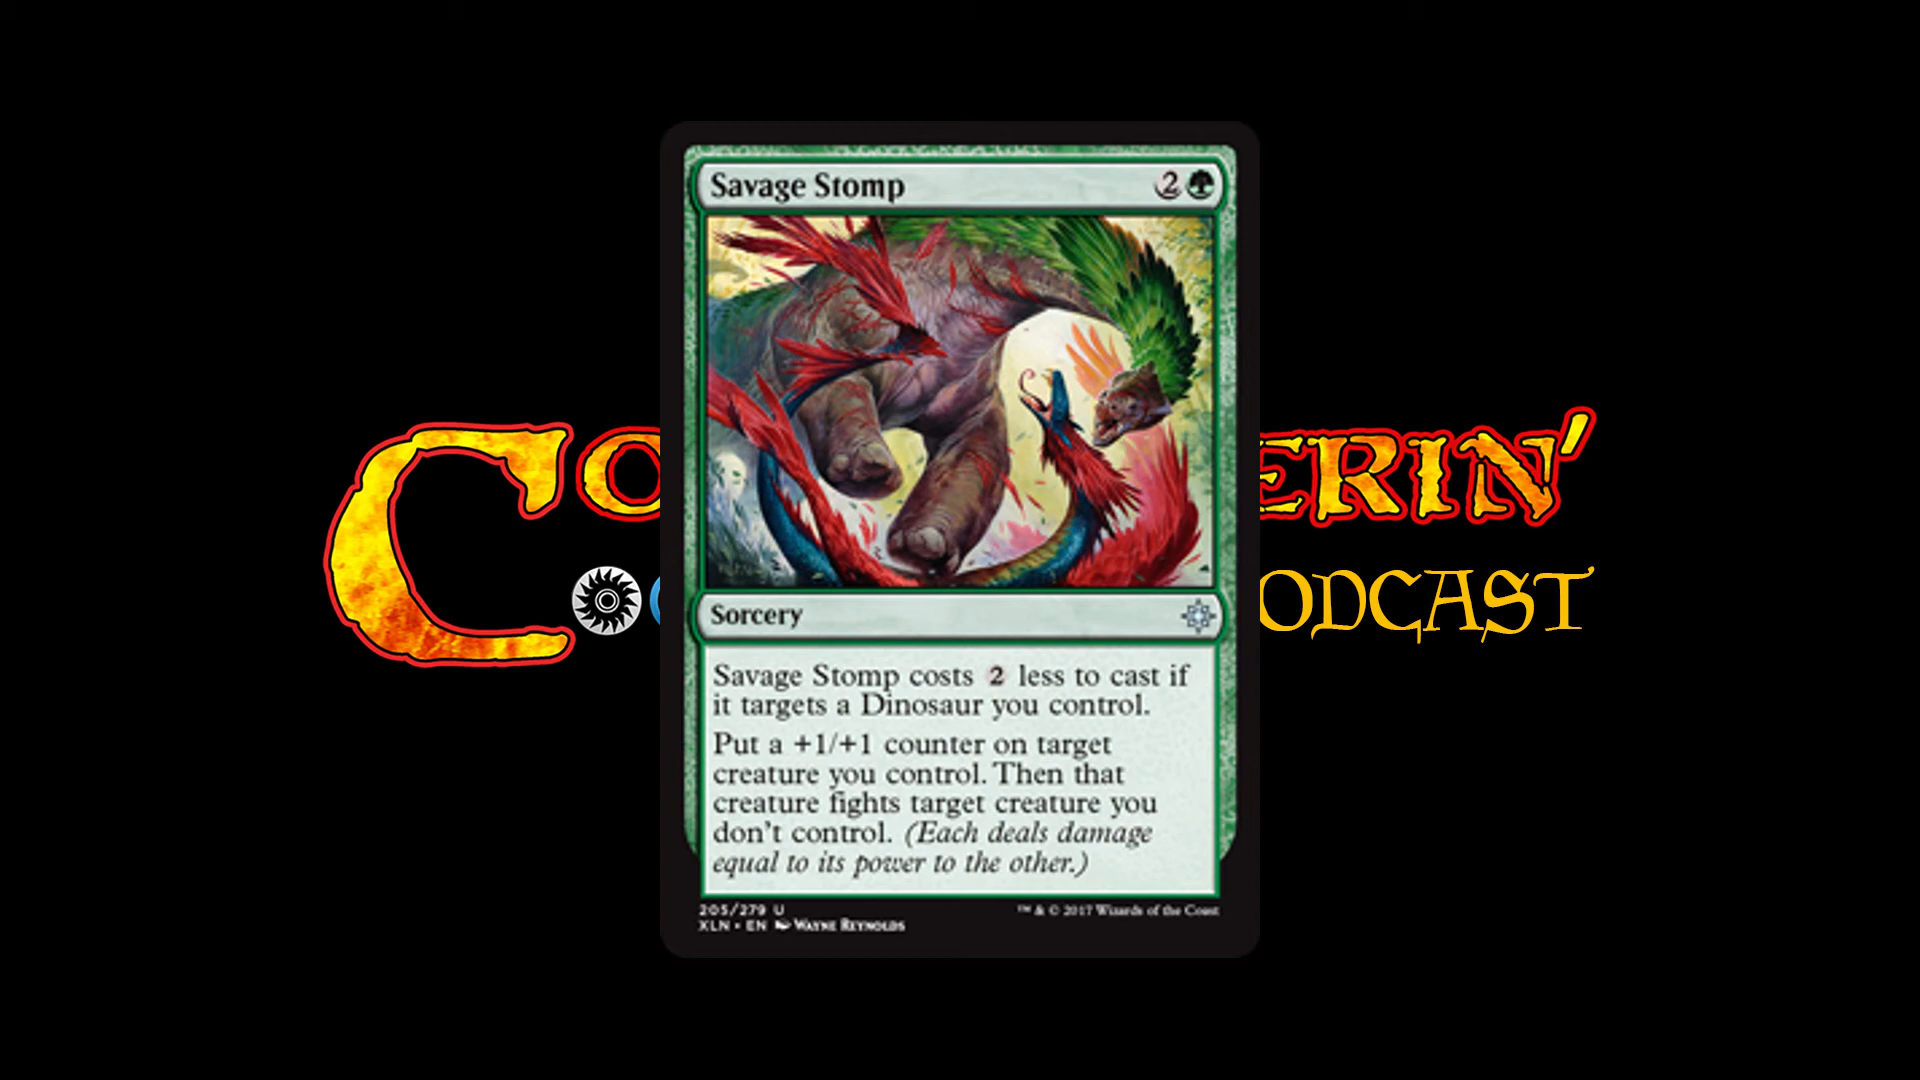 Savage Stomp 2
Co ERIN'
ODCAST
Sorcery
Savage Stomp costs 2 less to cast if
it targets a Dinosaur you control.
Put a +1/+1 counter on target
creature you control. Then that
creature fights target creature you
don't control. (Each deals damage
equal to its power to the other.)
205/279 U
XLN • EN Wayne Reynolds
™ & © 2017 Wizards of the Coast